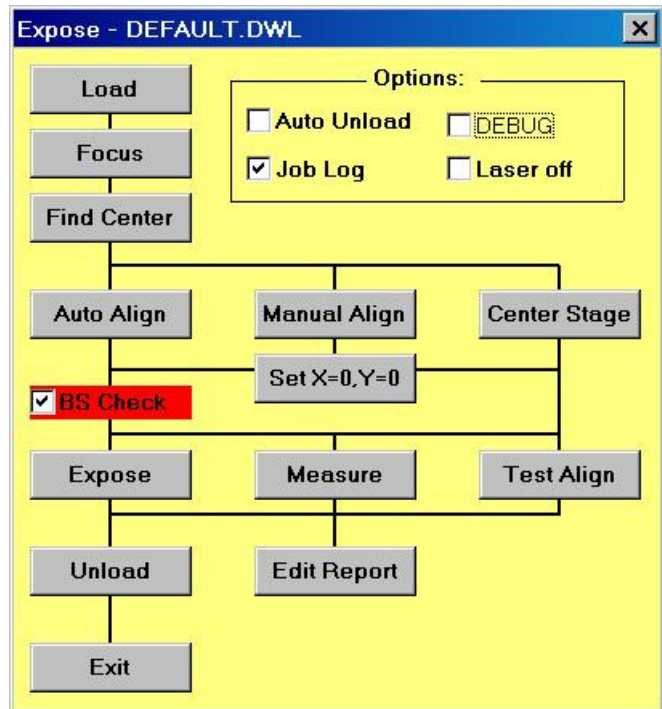 Expose - DEFAULT.DWL
Load
Options:
Auto Unload
DEBUG
Focus
Job Log
Laser off
Find Center
Auto Align
Manual Align
Center Stage
Set X=0,Y=0
BS Check
Expose
Measure
Test Align
Unload
Edit Report
Exit